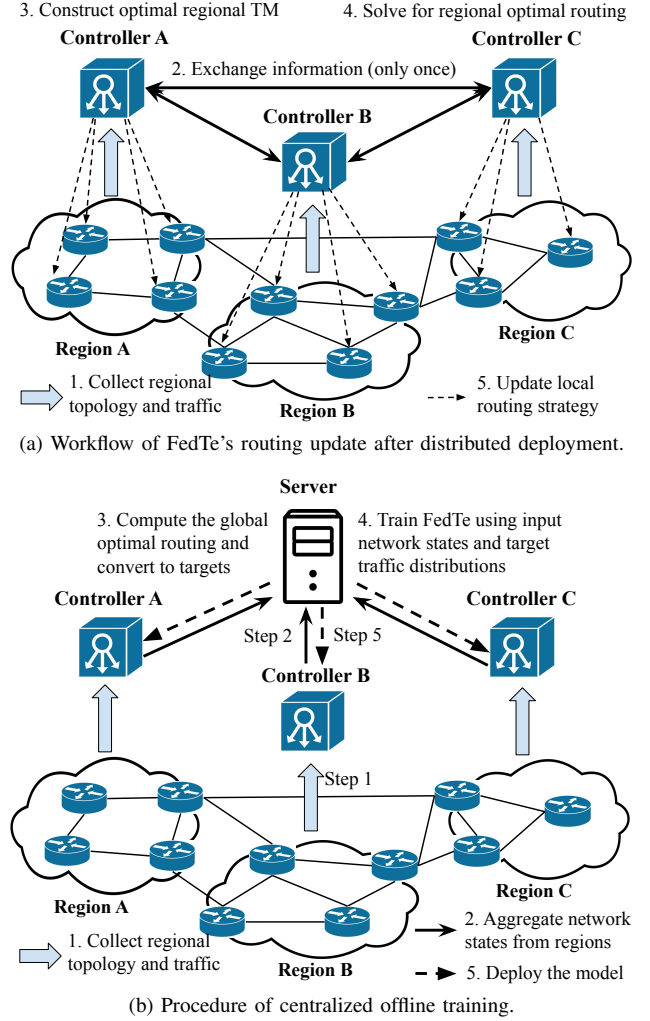 3. Construct optimal regional TM
4. Solve for regional optimal routing
Controller A
Controller C
2. Exchange information (only once)
Controller B
Region A
Region B
Region C
1. Collect regional
topology and traffic
5. Update local
routing strategy
(a) Workflow of FedTe's routing update after distributed deployment.
Server
3. Compute the global
optimal routing and
convert to targets
4. Train FedTe using input
network states and target
traffic distributions
Controller A
Controller C
Step 2
Step 5
Controller B
Step 1
Region A
Region B
Region C
1. Collect regional
topology and traffic
2. Aggregate network
states from regions
5. Deploy the model
(b) Procedure of centralized offline training.